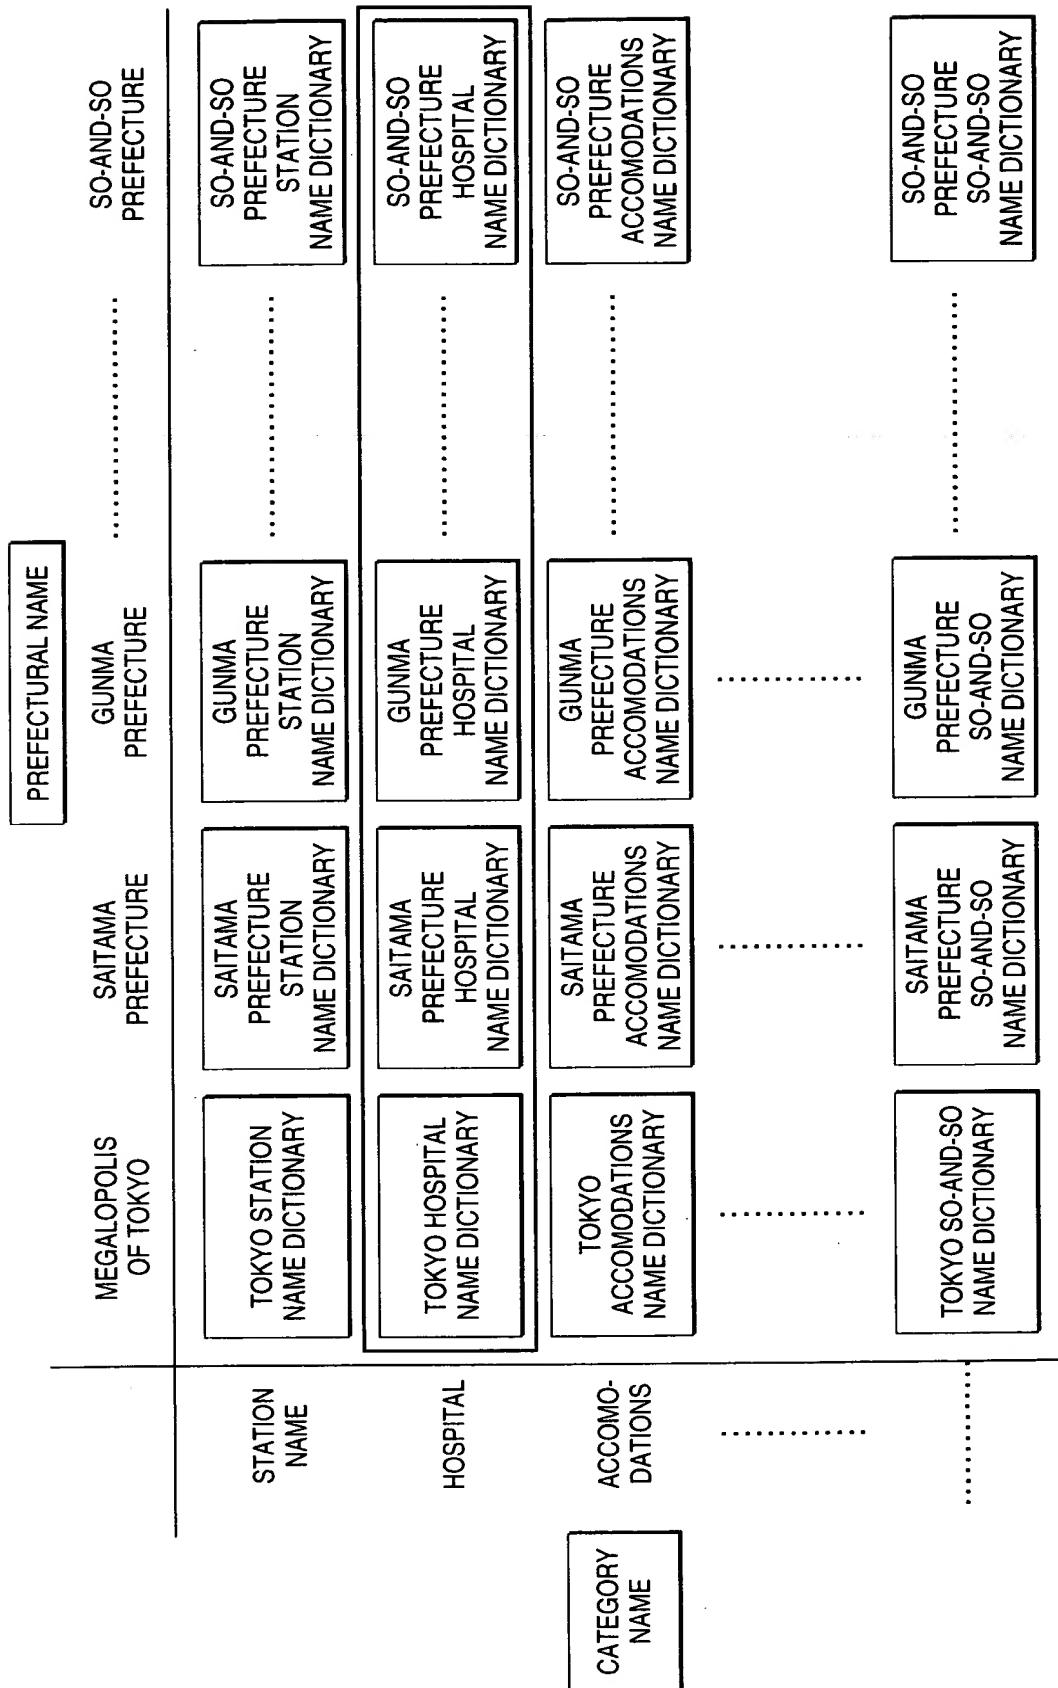 PREFECTURAL NAME
MEGALOPOLIS
OF TOKYO
SAITAMA
PREFECTURE
GUNMA
PREFECTURE
....................
SO-AND-SO
PREFECTURE
STATION
NAME
TOKYO STATION
NAME DICTIONARY
SAITAMA
PREFECTURE
STATION
NAME DICTIONARY
GUNMA
PREFECTURE
STATION
NAME DICTIONARY
....................
SO-AND-SO
PREFECTURE
STATION
NAME DICTIONARY
HOSPITAL
TOKYO HOSPITAL
NAME DICTIONARY
SAITAMA
PREFECTURE
HOSPITAL
NAME DICTIONARY
GUNMA
PREFECTURE
HOSPITAL
NAME DICTIONARY
....................
SO-AND-SO
PREFECTURE
HOSPITAL
NAME DICTIONARY
CATEGORY
NAME
ACCOMO-
DATIONS
TOKYO
ACCOMODATIONS
NAME DICTIONARY
SAITAMA
PREFECTURE
ACCOMODATIONS
NAME DICTIONARY
GUNMA
PREFECTURE
ACCOMODATIONS
NAME DICTIONARY
....................
SO-AND-SO
PREFECTURE
ACCOMODATIONS
NAME DICTIONARY
............
............
............
............
............
TOKYO SO-AND-SO
NAME DICTIONARY
SAITAMA
PREFECTURE
SO-AND-SO
NAME DICTIONARY
GUNMA
PREFECTURE
SO-AND-SO
NAME DICTIONARY
....................
SO-AND-SO
PREFECTURE
SO-AND-SO
NAME DICTIONARY